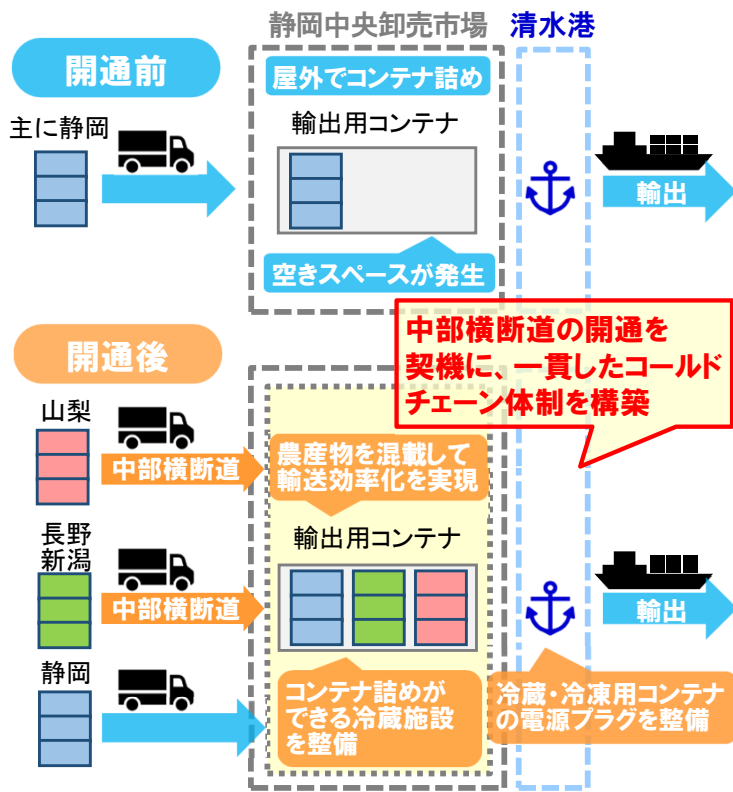 静岡中央卸売市場
清水港
開通前
屋外でコンテナ詰め
主に静岡
輸出用コンテナ
輸出
空きスペースが発生
中部横断道の開通を
契機に、一貫したコールド
チェーン体制を構築
開通後
山梨
中部横断道
農産物を混載して
輸送効率化を実現
長野
新潟
中部横断道
輸出用コンテナ
輸出
静岡
コンテナ詰めが
できる冷蔵施設
を整備
冷蔵・冷凍用コンテナ
の電源プラグを整備